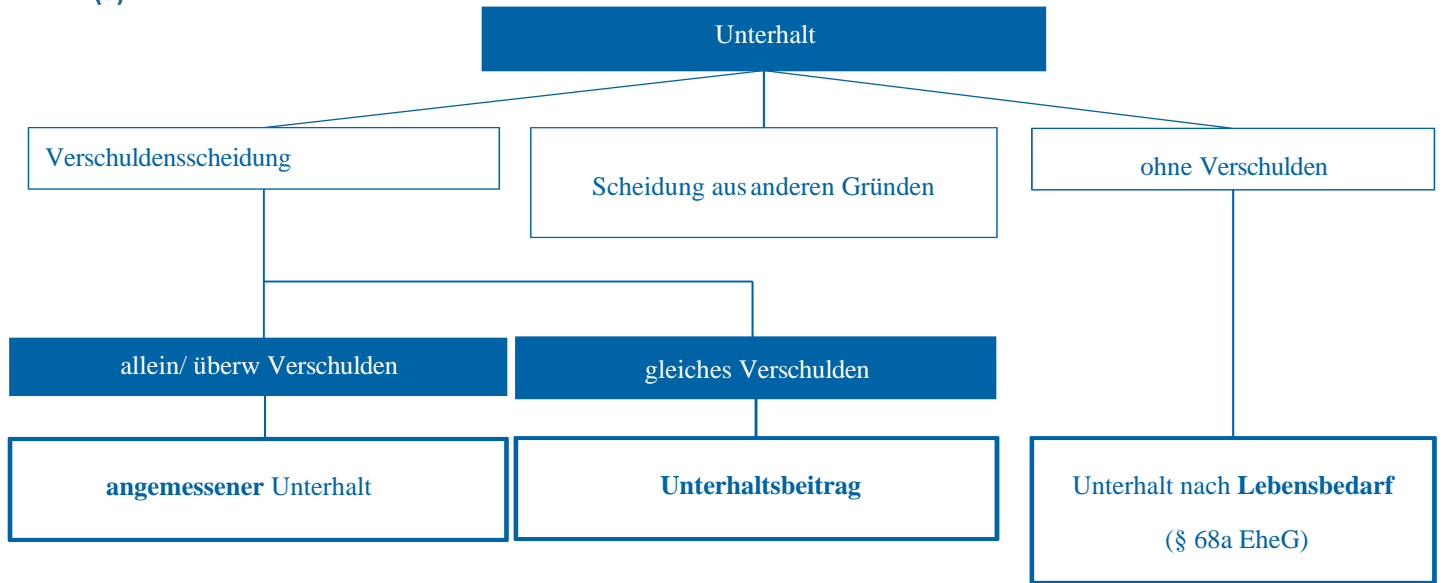 Unterhalt
Verschuldensscheidung
Scheidung aus anderen Gründen
ohne Verschulden
allein/ überw Verschulden
gleiches Verschulden
angemessener Unterhalt
Unterhaltsbeitrag
Unterhalt nach Lebensbedarf
(§ 68a EheG)